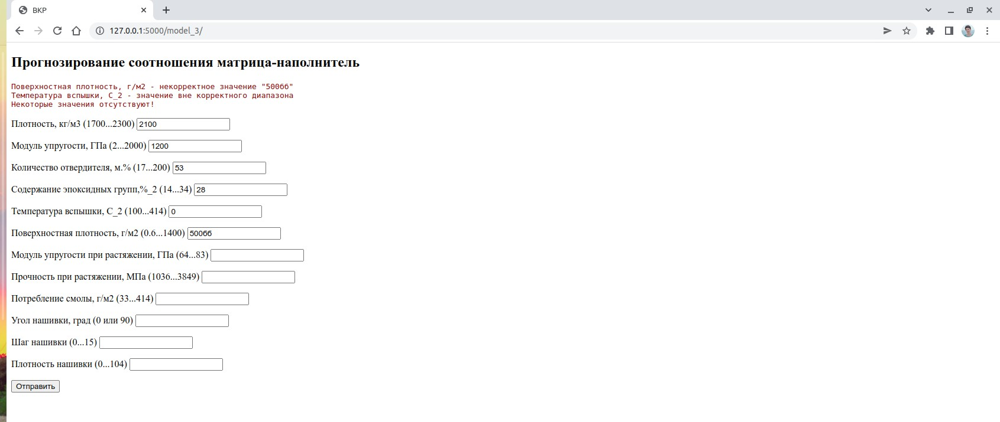 ВКР
127.0.0.1:5000/model_3/
Прогнозирование соотношения матрица-наполнитель
Поверхностная плотность, г/м2 - некорректное значение "500бб"
Температура вспышки, С_2 - значение вне корректного диапазона
Некоторые значения отсутствуют!
Плотность, кг/м3 (1700...2300) 2100
Модуль упругости, ГПа (2...2000) 1200
Количество отвердителя, м.% (17...200) 53
Содержание эпоксидных групп,%_2 (14...34) 28
Температура вспышки, С_2 (100...414) 0
Поверхностная плотность, г/м2 (0.6...1400) 500бб
Модуль упругости при растяжении, ГПа (64...83)
Прочность при растяжении, МПа (1036...3849)
Потребление смолы, г/м2 (33...414)
Угол нашивки, град (0 или 90)
Шаг нашивки (0...15)
Плотность нашивки (0...104)
Отправить